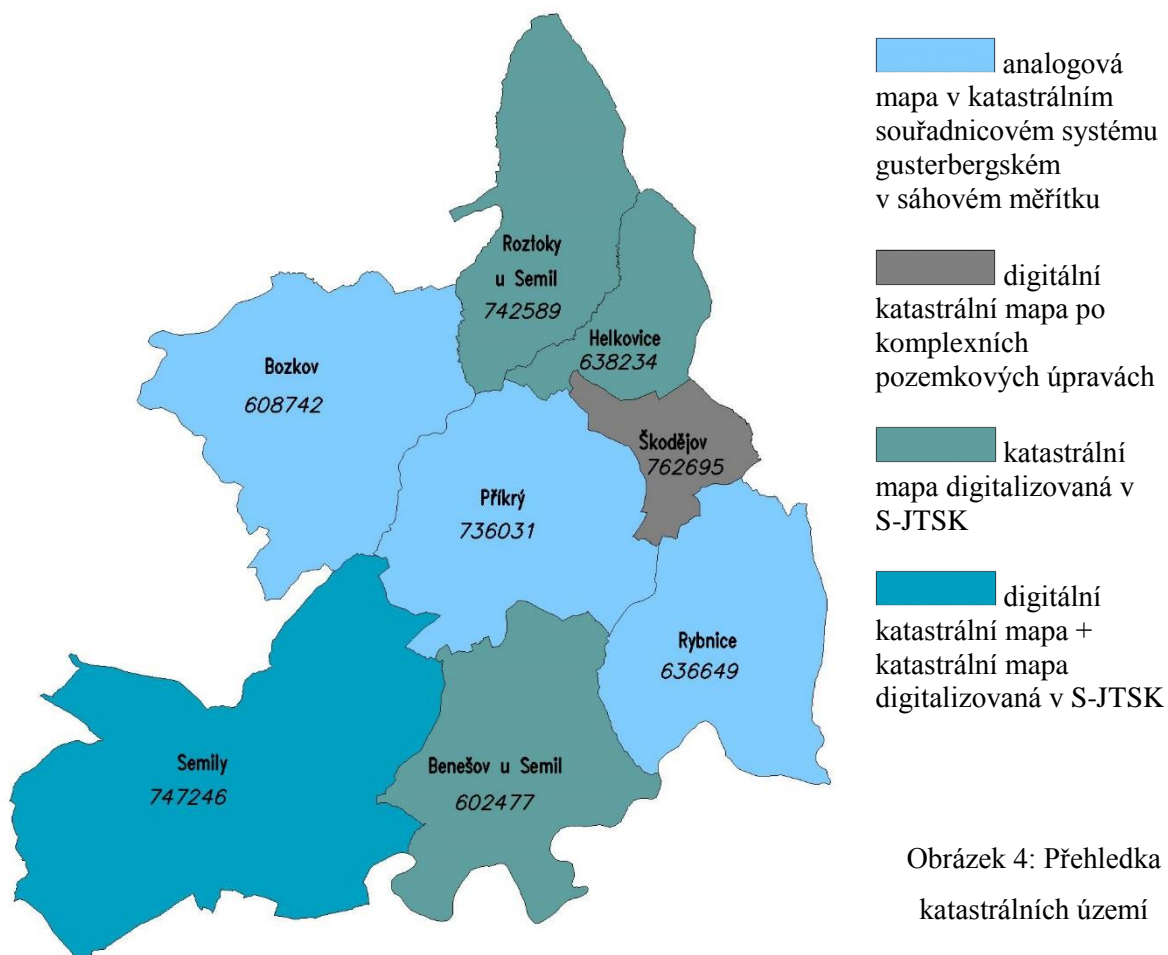 Roztoky
u Semil
742589
Helkovice
638234
Bozkov
608742
Škodějov
762695
Příkrý
736031
Rybnice
636649
Semily
747246
Benešov u Semil
602477
analogová
mapa v katastrálním
souřadnicovém systému
gusterbergském
v sáhovém měřítku
digitální
katastrální mapa po
komplexních
pozemkových úpravách
katastrální
mapa digitalizovaná v
S-JTSK
digitální
katastrální mapa +
katastrální mapa
digitalizovaná v S-JTSK
Obrázek 4: Přehledka
katastrálních území